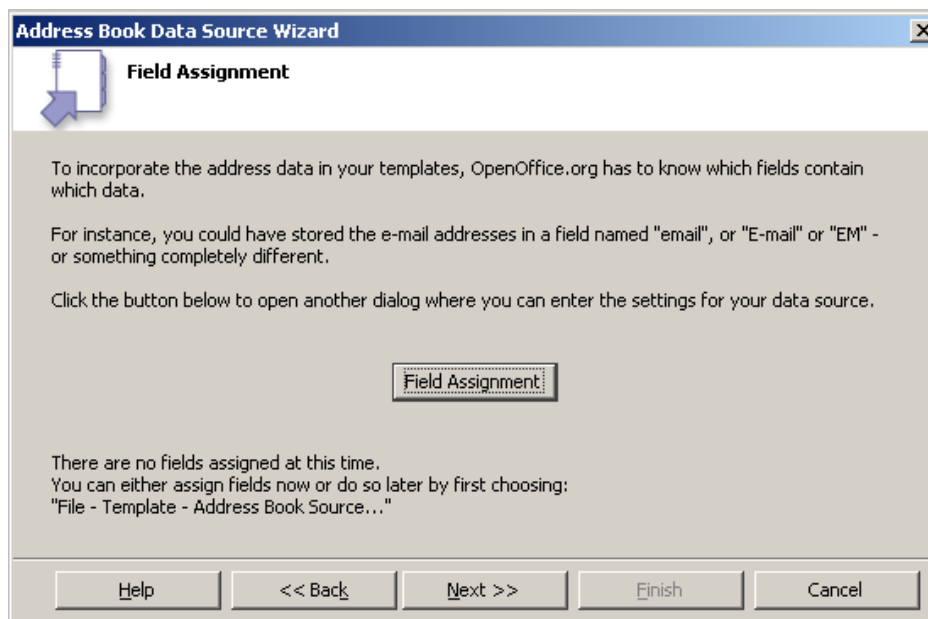 Address Book Data Source Wizard
Field Assignment
To incorporate the address data in your templates, OpenOffice.org has to know which fields contain
which data.
For instance, you could have stored the e-mail addresses in a field named "email", or "E-mail" or "EM" -
or something completely different.
Click the button below to open another dialog where you can enter the settings for your data source.
Field Assignment
There are no fields assigned at this time.
You can either assign fields now or do so later by first choosing:
"File - Template - Address Book Source..."
Help << Back Next >> Finish Cancel